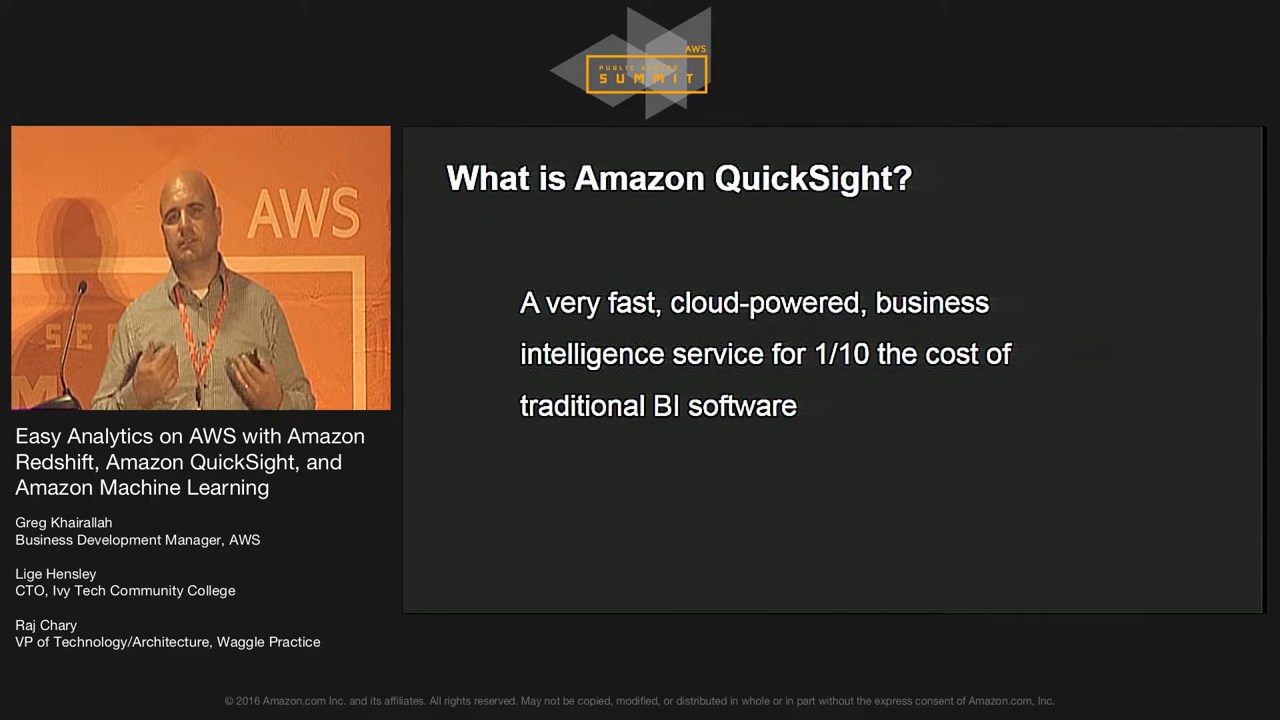 AWS
PUBLIC SECTOR
SUMMIT
AWS
SEC
M
What is Amazon QuickSight?
A very fast, cloud-powered, business
intelligence service for 1/10 the cost of
traditional BI software
Easy Analytics on AWS with Amazon
Redshift, Amazon QuickSight, and
Amazon Machine Learning
Greg Khairallah
Business Development Manager, AWS
Lige Hensley
CTO, Ivy Tech Community College
Raj Chary
VP of Technology/Architecture, Waggle Practice
© 2016 Amazon.com Inc. and its affiliates. All rights reserved. May not be copied, modified, or distributed in whole or in part without the express consent of Amazon.com, Inc.